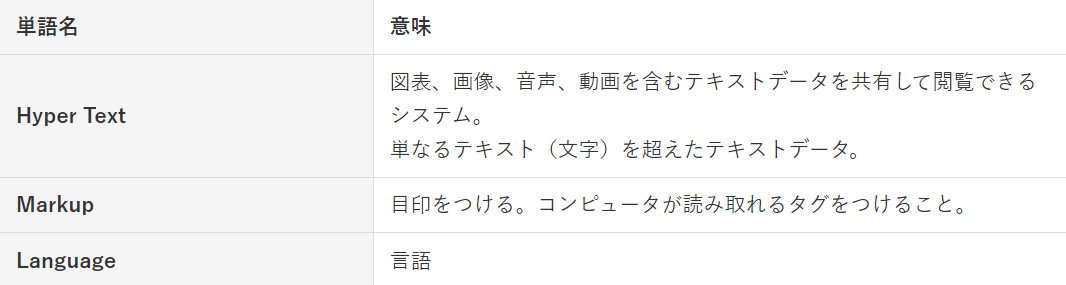 単語名
意味
Hyper Text
図表、画像、音声、動画を含むテキストデータを共有して閲覧できる
システム。
単なるテキスト（文字）を超えたテキストデータ。
Markup
目印をつける。コンピュータが読み取れるタグをつけること。
Language
言語